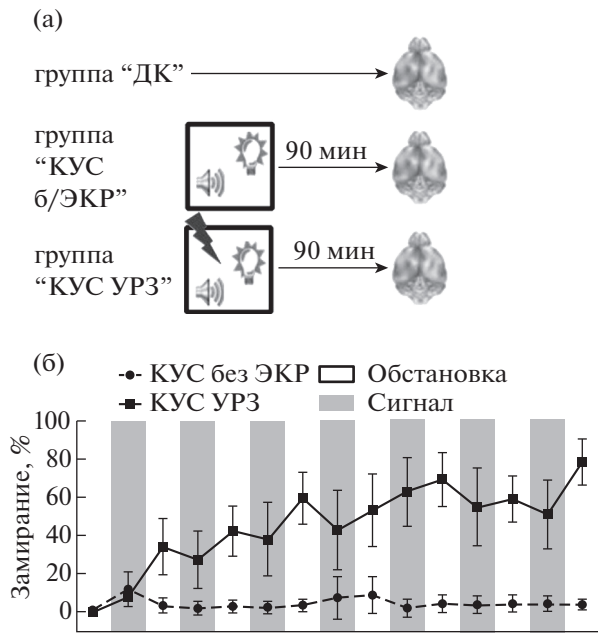 (а)
группа “ДК”
группа
“КУС
б/ЭКР”
90 мин
группа
“КУС УРЗ”
90 мин
(б)
КУС без ЭКР Обстановка
КУС УРЗ Сигнал
Замирание, %
100
80
60
40
20
0